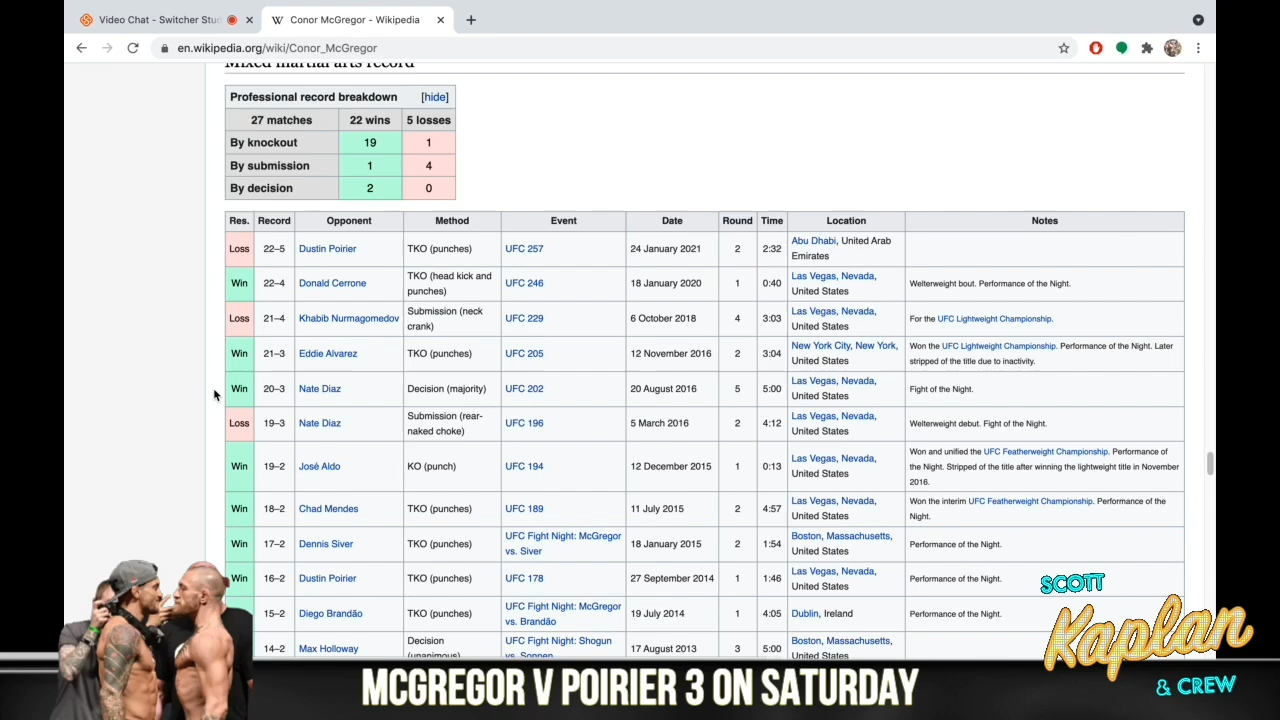 Video Chat - Switcher Stu
Conor McGregor - Wikipedia
en.wikipedia.org/wiki/Conor_McGregor
Mixed martial arts record
Professional record breakdown [hide]
27 matches 22 wins 5 losses
By knockout 19 1
By submission 1 4
By decision 2 0
Res. Record Opponent Method Event Date Round Time Location Notes
Loss 22–5 Dustin Poirier TKO (punches) UFC 257 24 January 2021 2 2:32 Abu Dhabi, United Arab
Emirates
Win 22–4 Donald Cerrone TKO (head kick and
punches) UFC 246 18 January 2020 1 0:40 Las Vegas, Nevada,
United States Welterweight bout. Performance of the Night.
Loss 21–4 Khabib Nurmagomedov Submission (neck
crank) UFC 229 6 October 2018 4 3:03 Las Vegas, Nevada,
United States For the UFC Lightweight Championship.
Win 21–3 Eddie Alvarez TKO (punches) UFC 205 12 November 2016 2 3:04 New York City, New York,
United States Won the UFC Lightweight Championship. Performance of the Night. Later
stripped of the title due to inactivity.
Win 20–3 Nate Diaz Decision (majority) UFC 202 20 August 2016 5 5:00 Las Vegas, Nevada,
United States Fight of the Night.
Loss 19–3 Nate Diaz Submission (rear-
naked choke) UFC 196 5 March 2016 2 4:12 Las Vegas, Nevada,
United States Welterweight debut. Fight of the Night.
Win 19–2 José Aldo KO (punch) UFC 194 12 December 2015 1 0:13 Las Vegas, Nevada,
United States Won and unified the UFC Featherweight Championship. Performance of
the Night. Stripped of the title after winning the lightweight title in November
2016.
Win 18–2 Chad Mendes TKO (punches) UFC 189 11 July 2015 2 4:57 Las Vegas, Nevada,
United States Won the interim UFC Featherweight Championship. Performance of the
Night.
Win 17–2 Dennis Siver TKO (punches) UFC Fight Night: McGregor
vs. Siver 18 January 2015 2 1:54 Boston, Massachusetts,
United States Performance of the Night.
Win 16–2 Dustin Poirier TKO (punches) UFC 178 27 September 2014 1 1:46 Las Vegas, Nevada,
United States Performance of the Night.
15–2 Diego Brandão TKO (punches) UFC Fight Night: McGregor
vs. Brandão 19 July 2014 1 4:05 Dublin, Ireland Performance of the Night.
14–2 Max Holloway Decision
(unanimous) UFC Fight Night: Shogun
vs. Sonnen 17 August 2013 3 5:00 Boston, Massachusetts,
United States
SCOTT
Kaplan
& CREW
MCGREGOR V POIRIER 3 ON SATURDAY